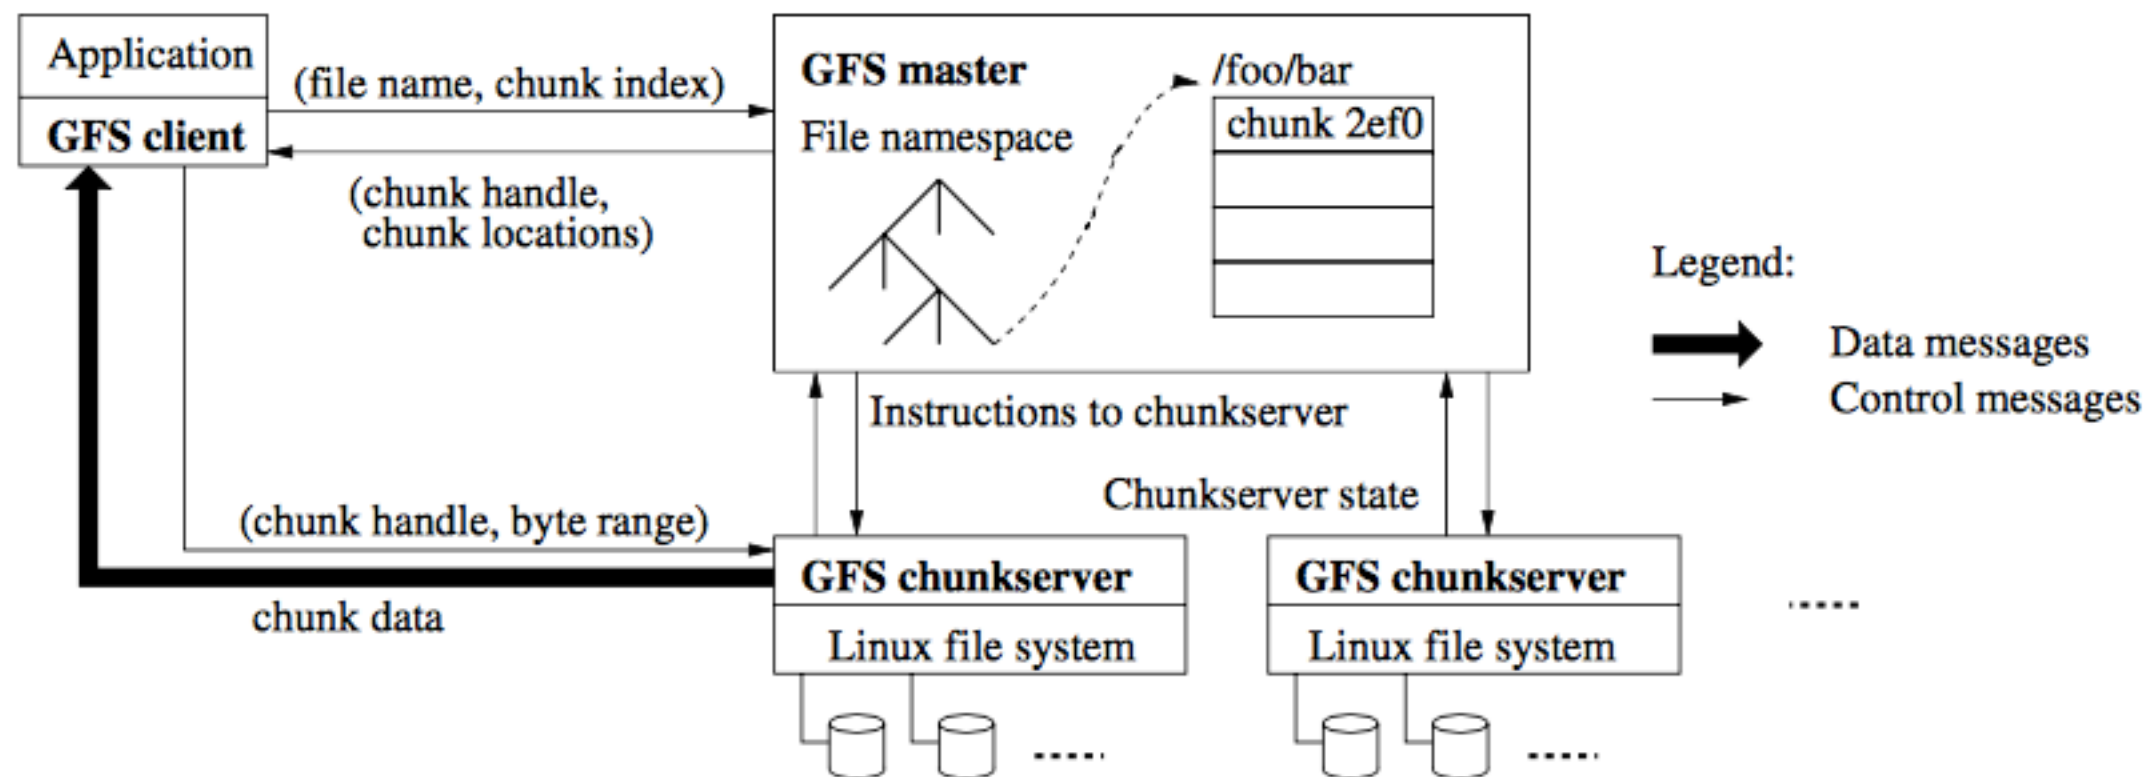 Application
GFS client
(file name, chunk index)
(chunk handle,
chunk locations)
GFS master
File namespace
/foo/bar
chunk 2ef0
Legend:
Data messages
Control messages
Instructions to chunkserver
Chunkserver state
(chunk handle, byte range)
chunk data
GFS chunkserver
Linux file system
GFS chunkserver
Linux file system